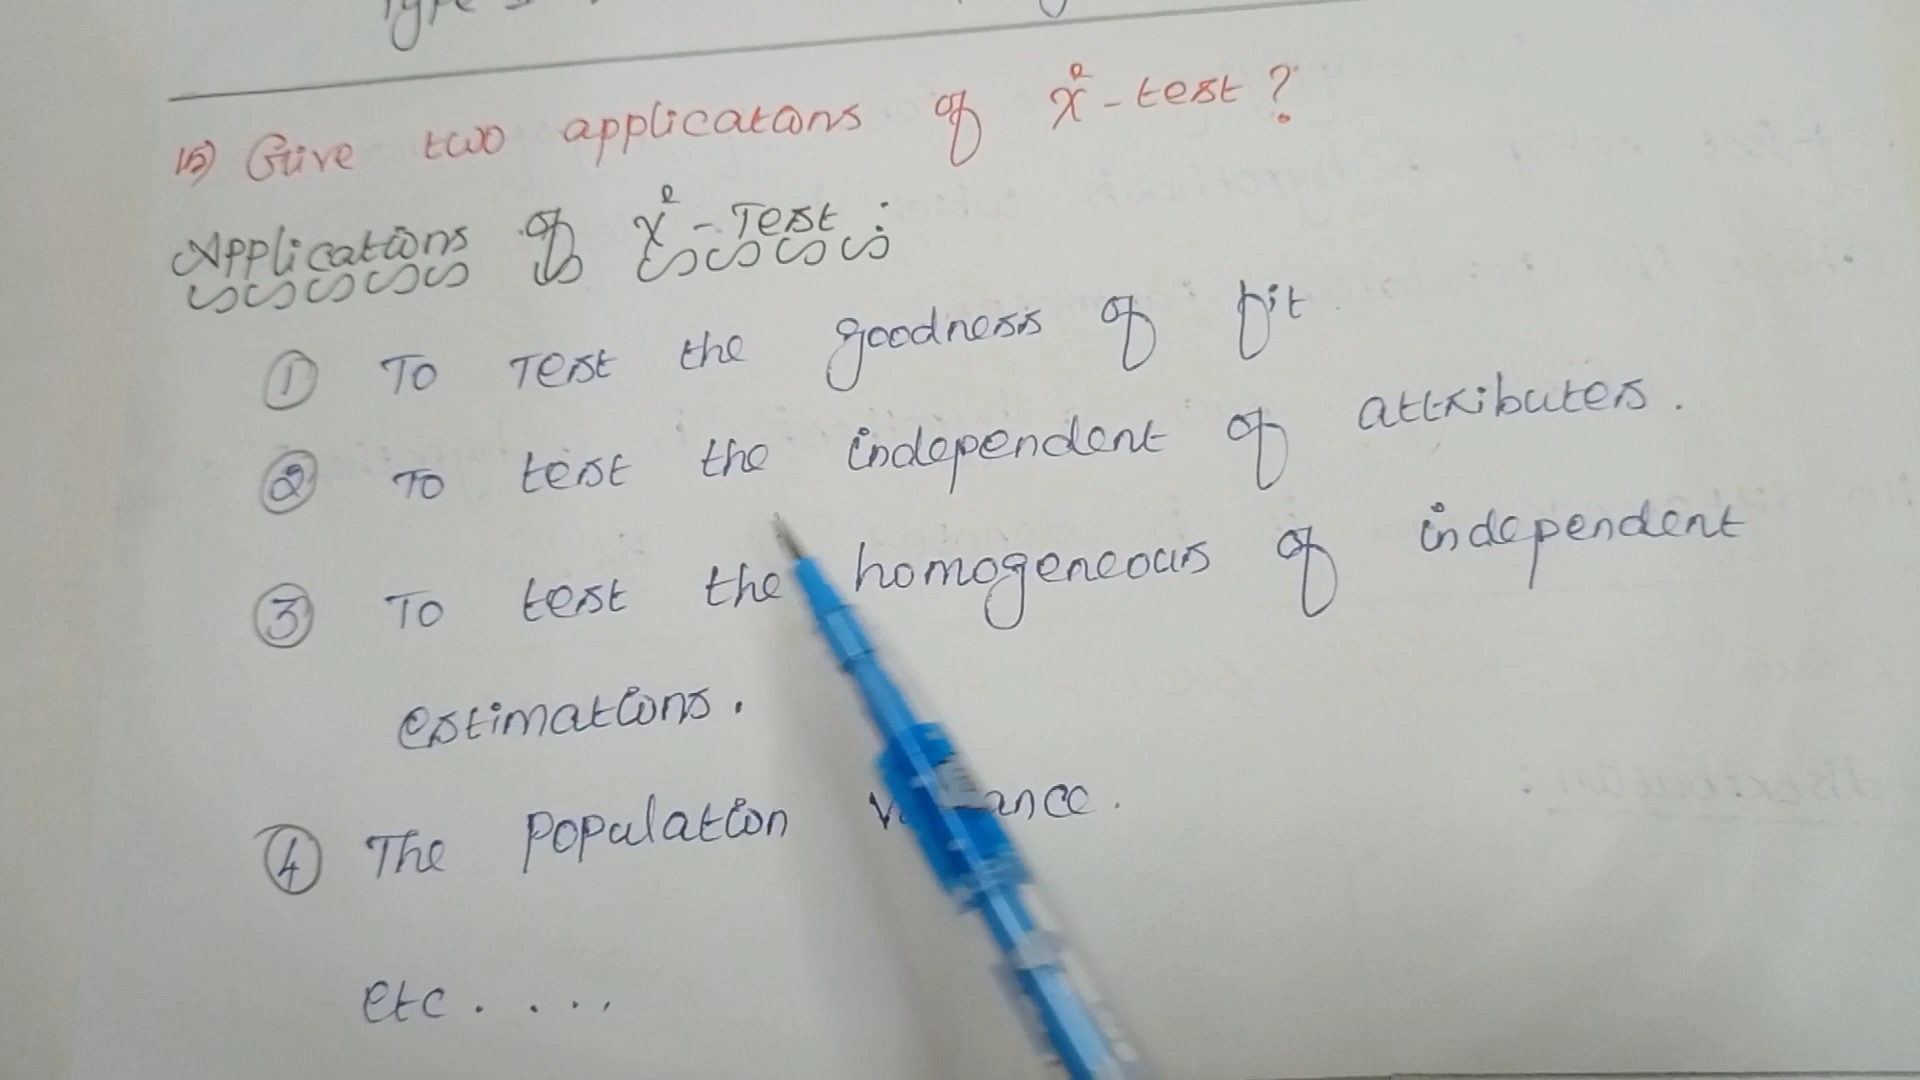 15) Give two applications of χ²-test?
Applications of χ²-Test:
① To Test the goodness of fit
② To test the independent of attributes.
③ To test the homogeneous of independent
estimations.
④ The Population
etc.....